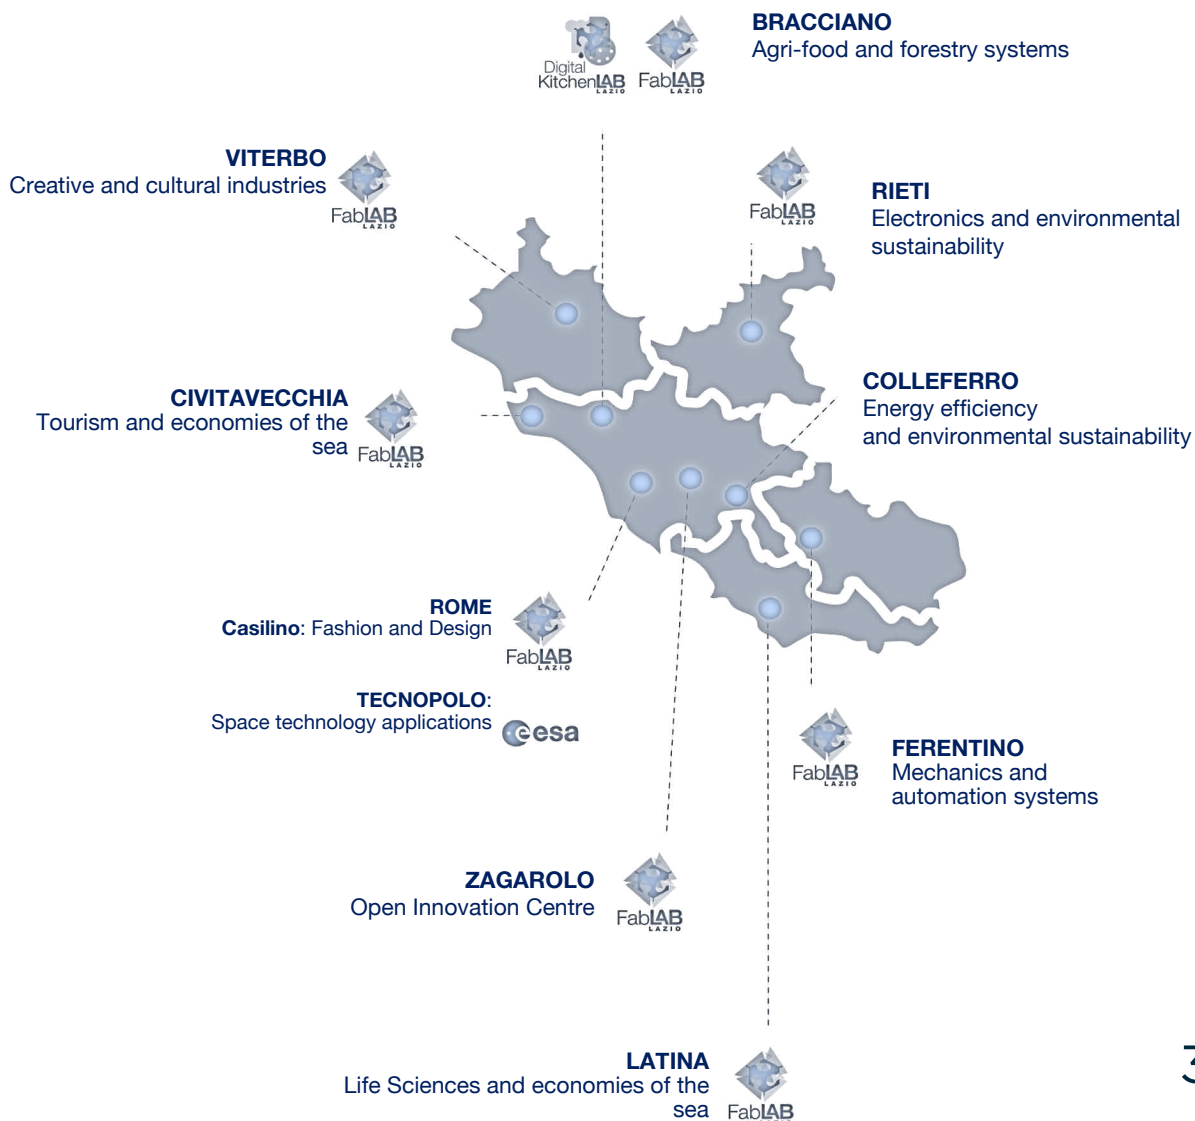 BRACCIANO
Agri-food and forestry systems
Digital
KitchenLAB
LAZIO
FabLAB
LAZIO
VITERBO
Creative and cultural industries
FabLAB
LAZIO
RIETI
Electronics and environmental
sustainability
FabLAB
LAZIO
CIVITAVECCHIA
Tourism and economies of the
sea
FabLAB
LAZIO
COLLEFERRO
Energy efficiency
and environmental sustainability
ROME
Casilino: Fashion and Design
FabLAB
LAZIO
TECNOPOLO:
Space technology applications
esa
FERENTINO
Mechanics and
automation systems
FabLAB
LAZIO
ZAGAROLO
Open Innovation Centre
FabLAB
LAZIO
LATINA
Life Sciences and economies of the
sea
FabLAB